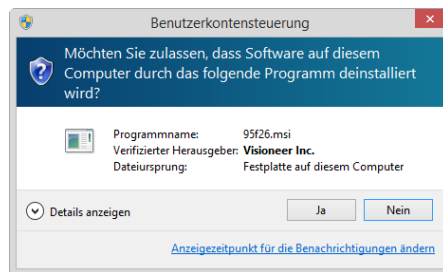 Benutzerkontensteuerung
Möchten Sie zulassen, dass Software auf diesem
Computer durch das folgende Programm deinstalliert
wird?
Programmname: 95f26.msi
Verifizierter Herausgeber: Visioneer Inc.
Dateiursprung: Festplatte auf diesem Computer
Details anzeigen Ja Nein
Anzeigezeitpunkt für die Benachrichtigungen ändern